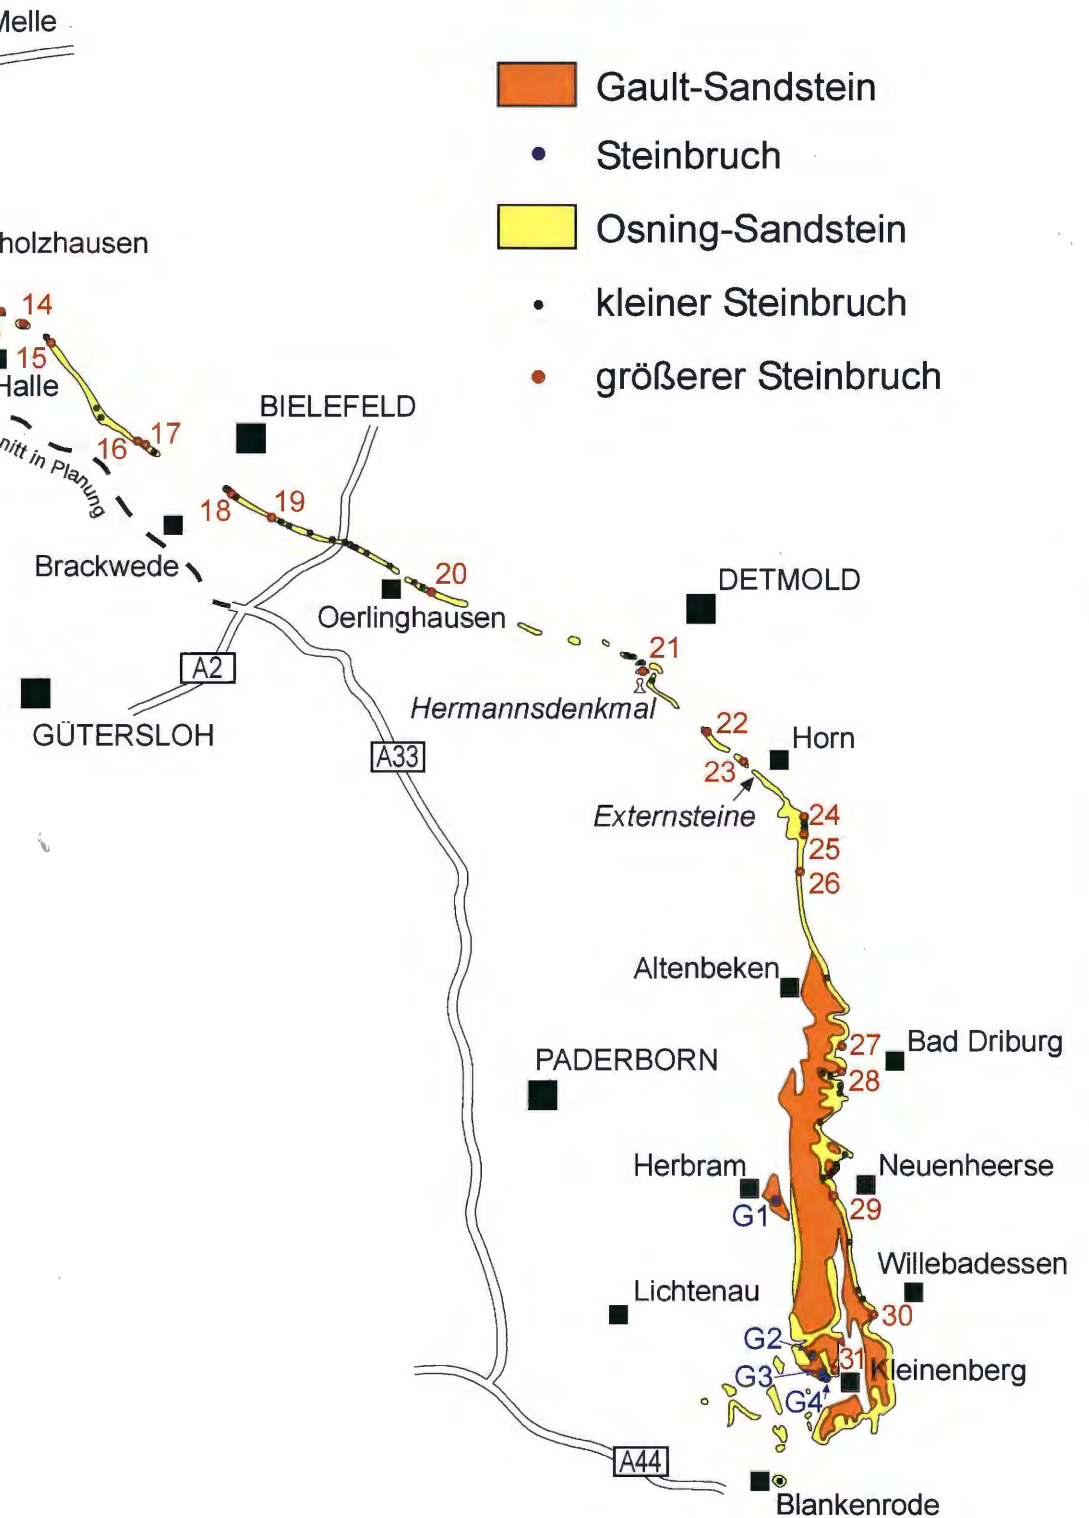 Melle
Gault-Sandstein
Steinbruch
Osning-Sandstein
kleiner Steinbruch
größerer Steinbruch
holzhausen
14
15
Halle
BIELEFELD
16
17
nitt in Planung
18
19
Brackwede
20
DETMOLD
Oerlinghausen
21
A2
Hermannsdenkmal
GÜTERSLOH
22
Horn
A33
23
Externsteine
24
25
26
Altenbeken
27
Bad Driburg
PADERBORN
28
Herbram
Neuenheerse
29
G1
Willebadessen
Lichtenau
30
G2
31
Kleinenberg
G3
G4
A44
Blankenrode